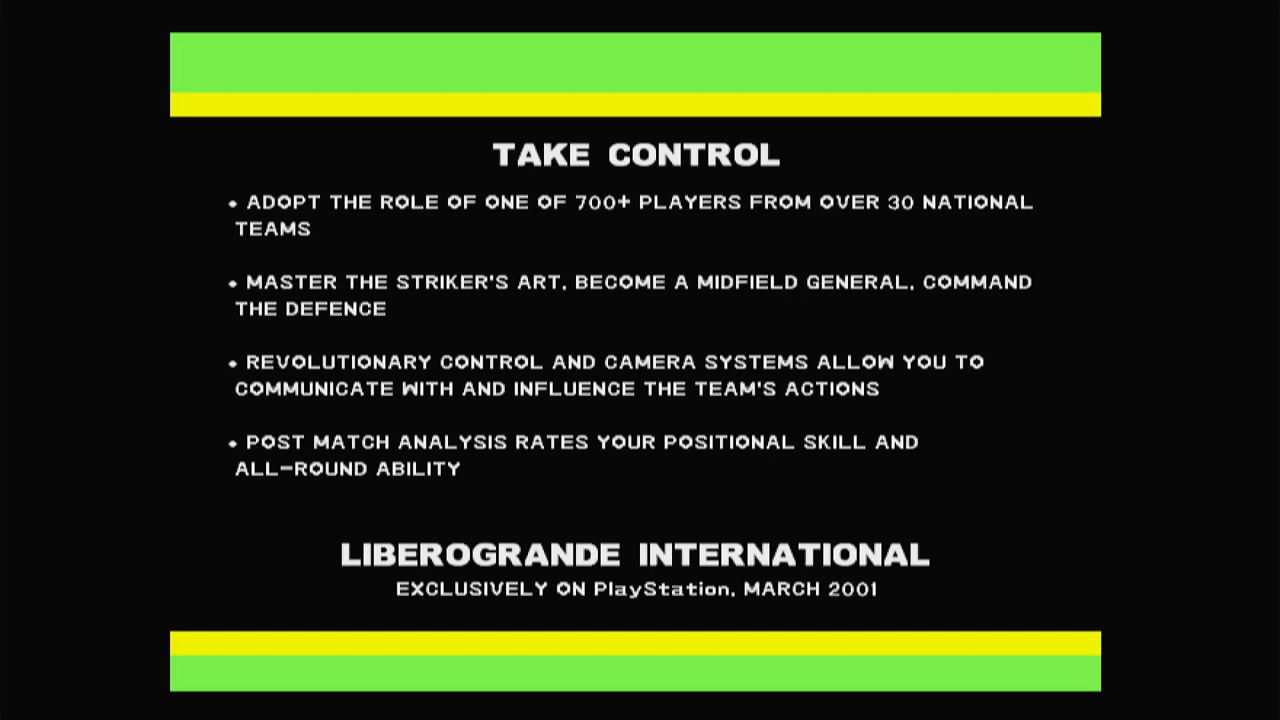 TAKE CONTROL
• ADOPT THE ROLE OF ONE OF 700+ PLAYERS FROM OVER 30 NATIONAL
TEAMS
• MASTER THE STRIKER'S ART, BECOME A MIDFIELD GENERAL, COMMAND
THE DEFENCE
• REVOLUTIONARY CONTROL AND CAMERA SYSTEMS ALLOW YOU TO
COMMUNICATE WITH AND INFLUENCE THE TEAM'S ACTIONS
• POST MATCH ANALYSIS RATES YOUR POSITIONAL SKILL AND
ALL-ROUND ABILITY
LIBEROGRANDE INTERNATIONAL
EXCLUSIVELY ON PlayStation, MARCH 2001